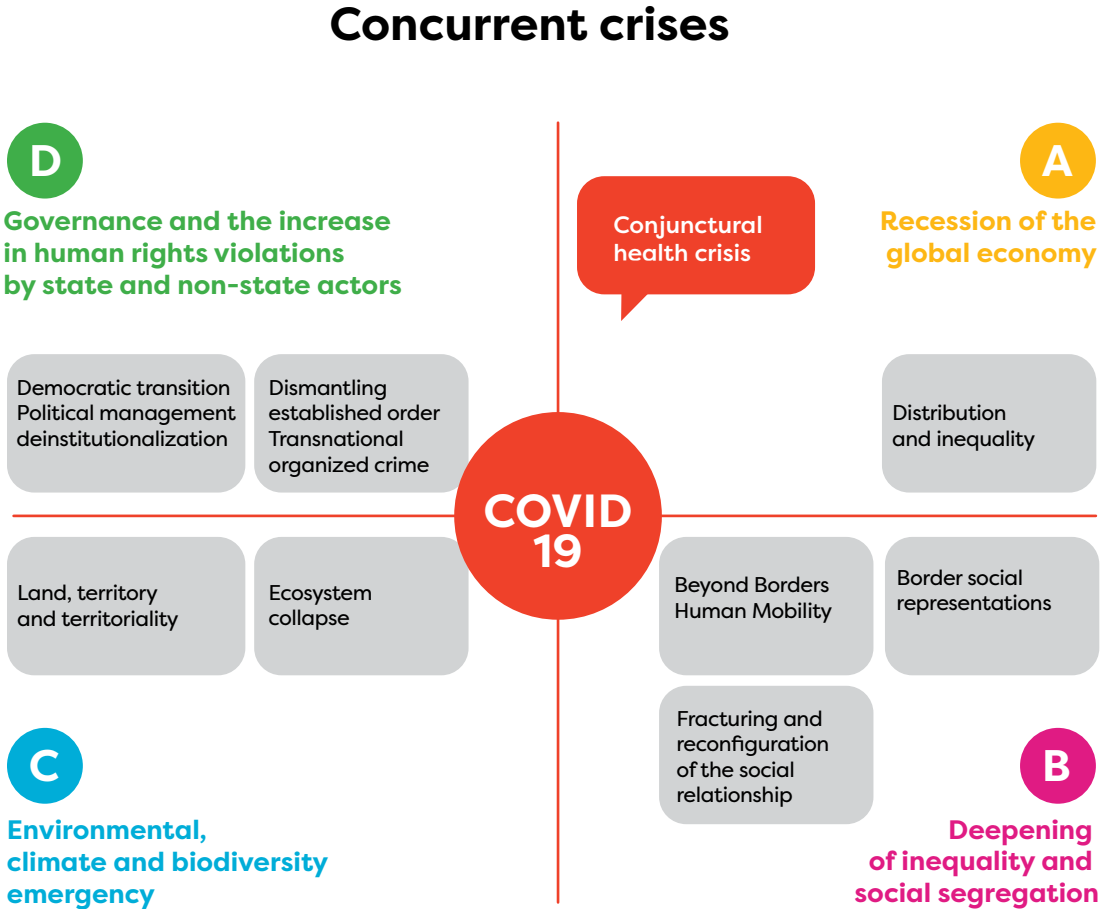 Concurrent crises
D
Governance and the increase
in human rights violations
by state and non-state actors
Conjunctural
health crisis
A
Recession of the
global economy
Democratic transition
Political management
deinstitutionalization
Dismantling
established order
Transnational
organized crime
Distribution
and inequality
COVID
19
Land, territory
and territoriality
Ecosystem
collapse
Beyond Borders
Human Mobility
Border social
representations
Fracturing and
reconfiguration
of the social
relationship
C
Environmental,
climate and biodiversity
emergency
B
Deepening
of inequality and
social segregation